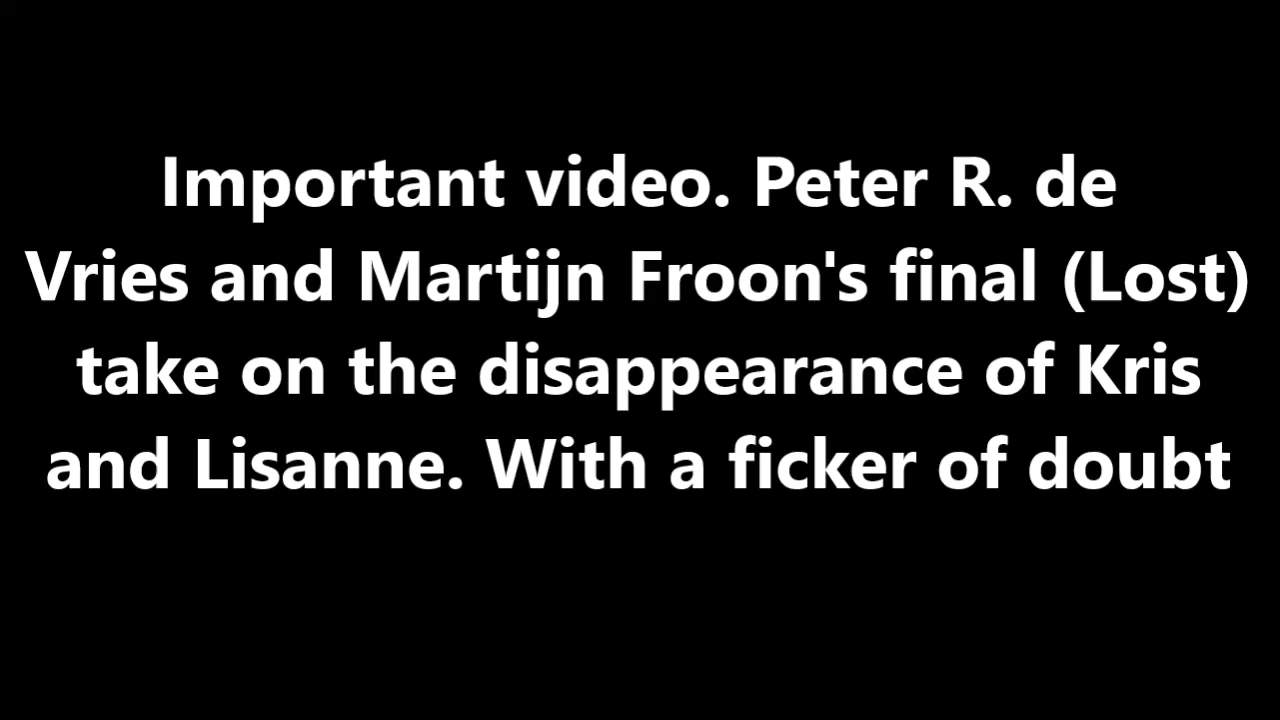 Important video. Peter R. de
Vries and Martijn Froon's final (Lost)
take on the disappearance of Kris
and Lisanne. With a ficker of doubt